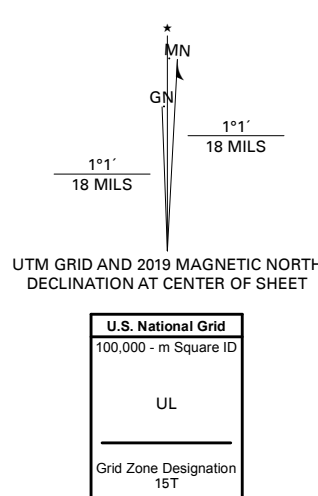 ★
MN
GN
1°1´
18 MILS
1°1´
18 MILS
UTM GRID AND 2019 MAGNETIC NORTH
DECLINATION AT CENTER OF SHEET
U.S. National Grid
100,000 - m Square ID
UL
Grid Zone Designation
15T